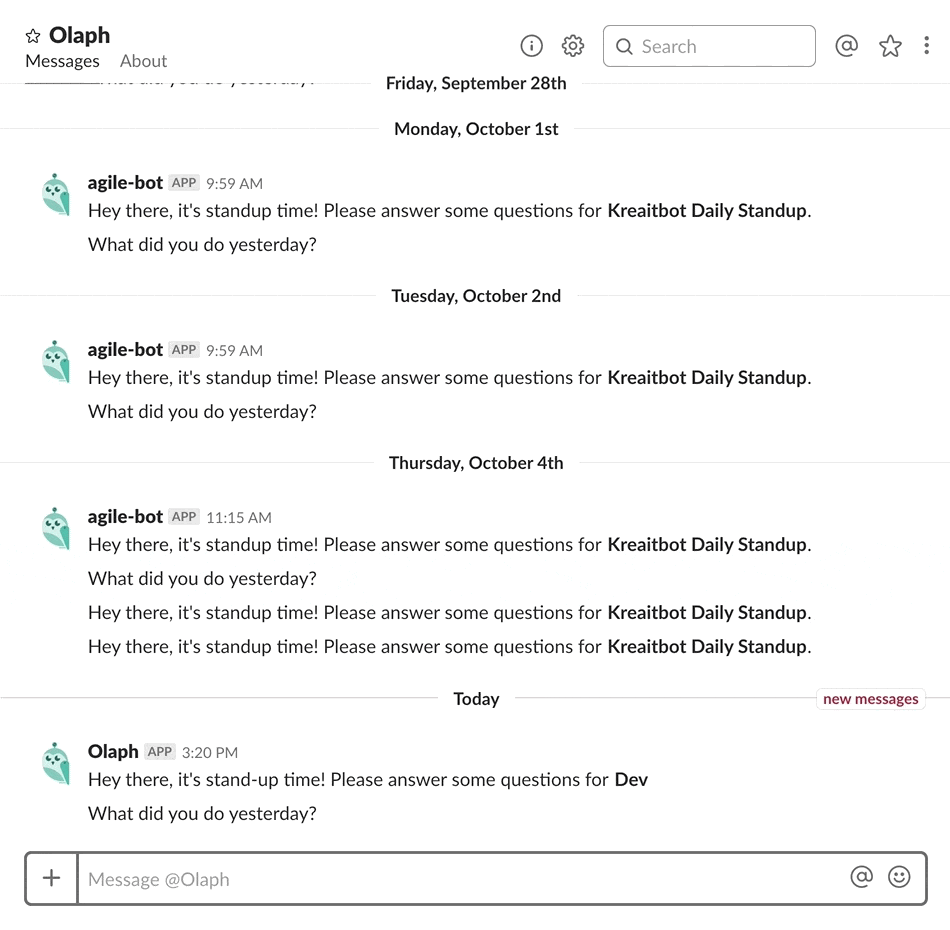 Olaph
Messages About
Search
What did you do yesterday?
Friday, September 28th
Monday, October 1st
agile-bot APP 9:59 AM
Hey there, it's standup time! Please answer some questions for Kreaitbot Daily Standup.
What did you do yesterday?
Tuesday, October 2nd
agile-bot APP 9:59 AM
Hey there, it's standup time! Please answer some questions for Kreaitbot Daily Standup.
What did you do yesterday?
Thursday, October 4th
agile-bot APP 11:15 AM
Hey there, it's standup time! Please answer some questions for Kreaitbot Daily Standup.
What did you do yesterday?
Hey there, it's standup time! Please answer some questions for Kreaitbot Daily Standup.
Hey there, it's standup time! Please answer some questions for Kreaitbot Daily Standup.
Today
new messages
Olaph APP 3:20 PM
Hey there, it's stand-up time! Please answer some questions for Dev
What did you do yesterday?
+ Message @Olaph @